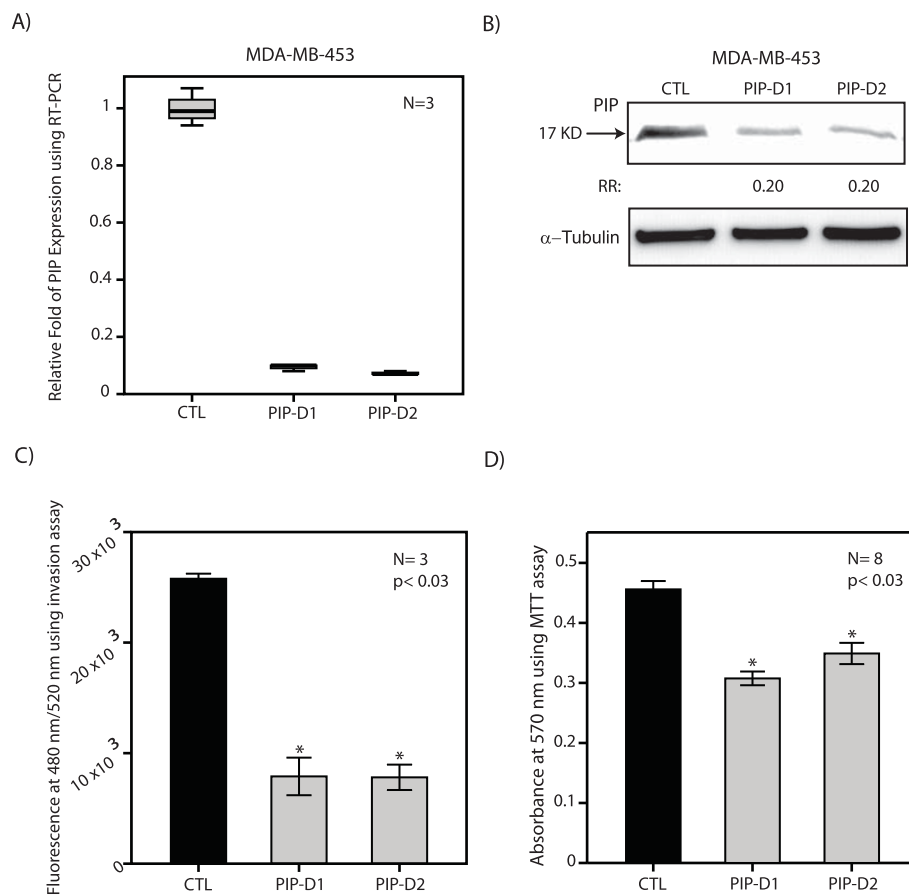 A)
MDA-MB-453
Relative Fold of PIP Expression using RT-PCR
N=3
1
0.8
0.6
0.4
0.2
0
CTL PIP-D1 PIP-D2
B)
MDA-MB-453
CTL PIP-D1 PIP-D2
PIP
17 KD
RR: 0.20 0.20
α–Tubulin
C)
Fluorescence at 480 nm/520 nm using invasion assay
30 x10 3
20 x10 3
10 x10 3
0
N= 3
p< 0.03
* *
CTL PIP-D1 PIP-D2
D)
Absorbance at 570 nm using MTT assay
0.5
0.4
0.3
0.2
0.1
0
N= 8
p< 0.03
* *
CTL PIP-D1 PIP-D2